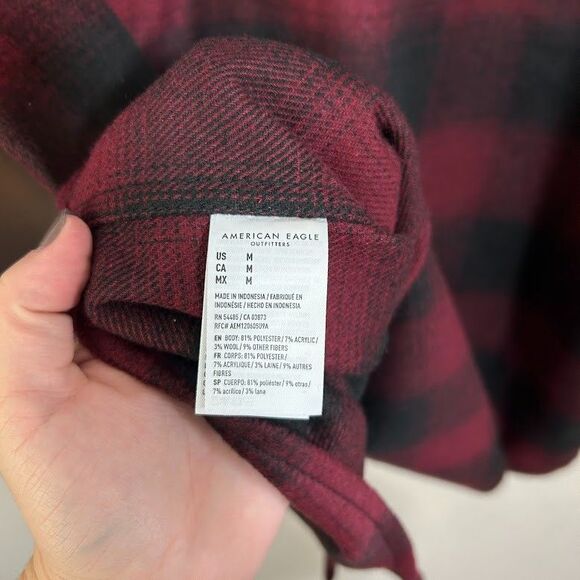 AMERICAN EAGLE
OUTFITTERS
US M
CA M
MX M
MADE IN INDONESIA / FABRIQUÉ EN
INDONÉSIE / HECHO EN INDONESIA
RN 54485 / CA 03873
RFC# AEM120605U9A
EN BODY: 81% POLYESTER / 7% ACRYLIC /
3% WOOL / 9% OTHER FIBERS
FR CORPS: 81% POLYESTER /
7% ACRYLIQUE / 3% LAINE / 9% AUTRES
FIBRES
SP CUERPO: 81% poliéster / 9% otras /
7% acrílico / 3% lana